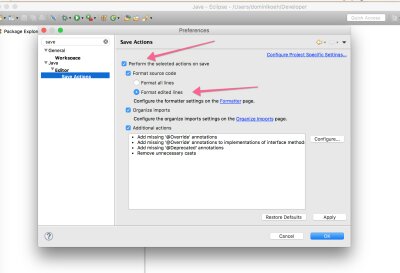 Java - Eclipse - /Users/dominikoeh/Developer
Quick Access
Package Explorer
Preferences
save
General
Workspace
Java
Editor
Save Actions
Save Actions
Configure Project Specific Settings...
Perform the selected actions on save
Format source code
Format all lines
Format edited lines
Configure the formatter settings on the Formatter page.
Organize imports
Configure the organize imports settings on the Organize Imports page.
Additional actions
Add missing '@Override' annotations
Add missing '@Override' annotations to implementations of interface methods
Add missing '@Deprecated' annotations
Remove unnecessary casts
Configure...
Restore Defaults
Apply
Cancel
OK